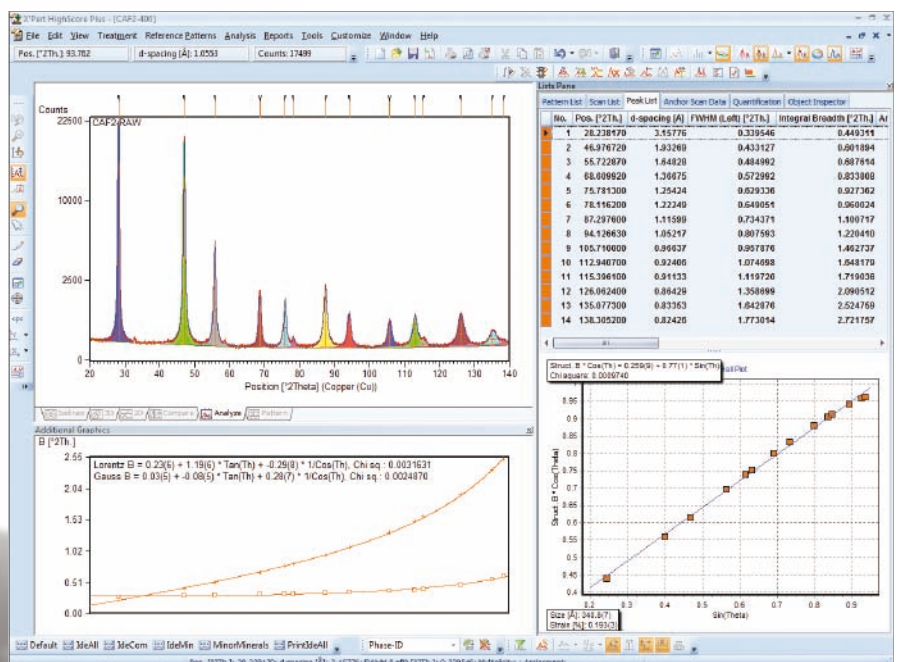 X'Pert HighScore Plus - [CAF2-400]
File Edit View Treatment Customize Reference Patterns Analysis Reports Tools Customize Window Help
Pos. [°2Th.]: 93.762 d-spacing [Å]: 1.0553 Counts: 17499
Lists Pane
Pattern List Scan List Peak List Anchor Scan Data Quantification Object Inspector
No. Pos. [°2Th.] d-spacing [Å] FWHM (Left) [°2Th.] Integral Breadth [°2Th.]
1 28.238170 3.15776 0.339546 0.449311
2 46.976720 1.93269 0.433127 0.601894
3 55.722870 1.64828 0.484992 0.687614
4 68.609920 1.36675 0.572992 0.833808
5 75.781300 1.25424 0.629336 0.927362
6 78.116200 1.22249 0.649051 0.960024
7 87.297600 1.11599 0.734371 1.100717
8 94.126630 1.05217 0.807593 1.220410
9 105.710000 0.96637 0.957876 1.462737
10 112.940700 0.92406 1.074698 1.648179
11 115.396100 0.91133 1.119726 1.719036
12 126.062400 0.86429 1.358699 2.090512
13 135.077300 0.83353 1.642876 2.524769
14 138.305200 0.82426 1.773014 2.721757
Counts
22500
CAF2.RAW
10000
2500
0
20 30 40 50 60 70 80 90 100 110 120 130 140
Position [°2Theta] (Copper (Cu))
Compare Analyze Pattern
Additional Graphics
B [°2Th.]
2.55
Lorentz B = 0.23(6) + 1.19(6) * Tan(Th) + -0.29(8) * 1/Cos(Th), Chi sq.: 0.0031631
Gauss B = 0.03(5) + -0.08(5) * Tan(Th) + 0.28(7) * 1/Cos(Th), Chi sq.: 0.0024870
2.04
1.53
1.02
0.51
0.00
Struct. B * Cos(Th) = 0.259(9) + 0.77(1) * Sin(Th)
Chi square: 0.0009740
Plot
0.95
0.9
0.85
0.8
0.75
0.7
0.65
0.6
0.55
0.5
0.45
0.4
Struct. B * Cos(Theta)
0.2 0.3 0.4 0.5 0.6 0.7 0.8 0.9
Sin(Theta)
Size [Å]: 340.8(7)
Strain [%]: 0.193(3)
Default IdeAll IdeCom IdeMin MinorMinerals PrintIdeAll Phase-ID